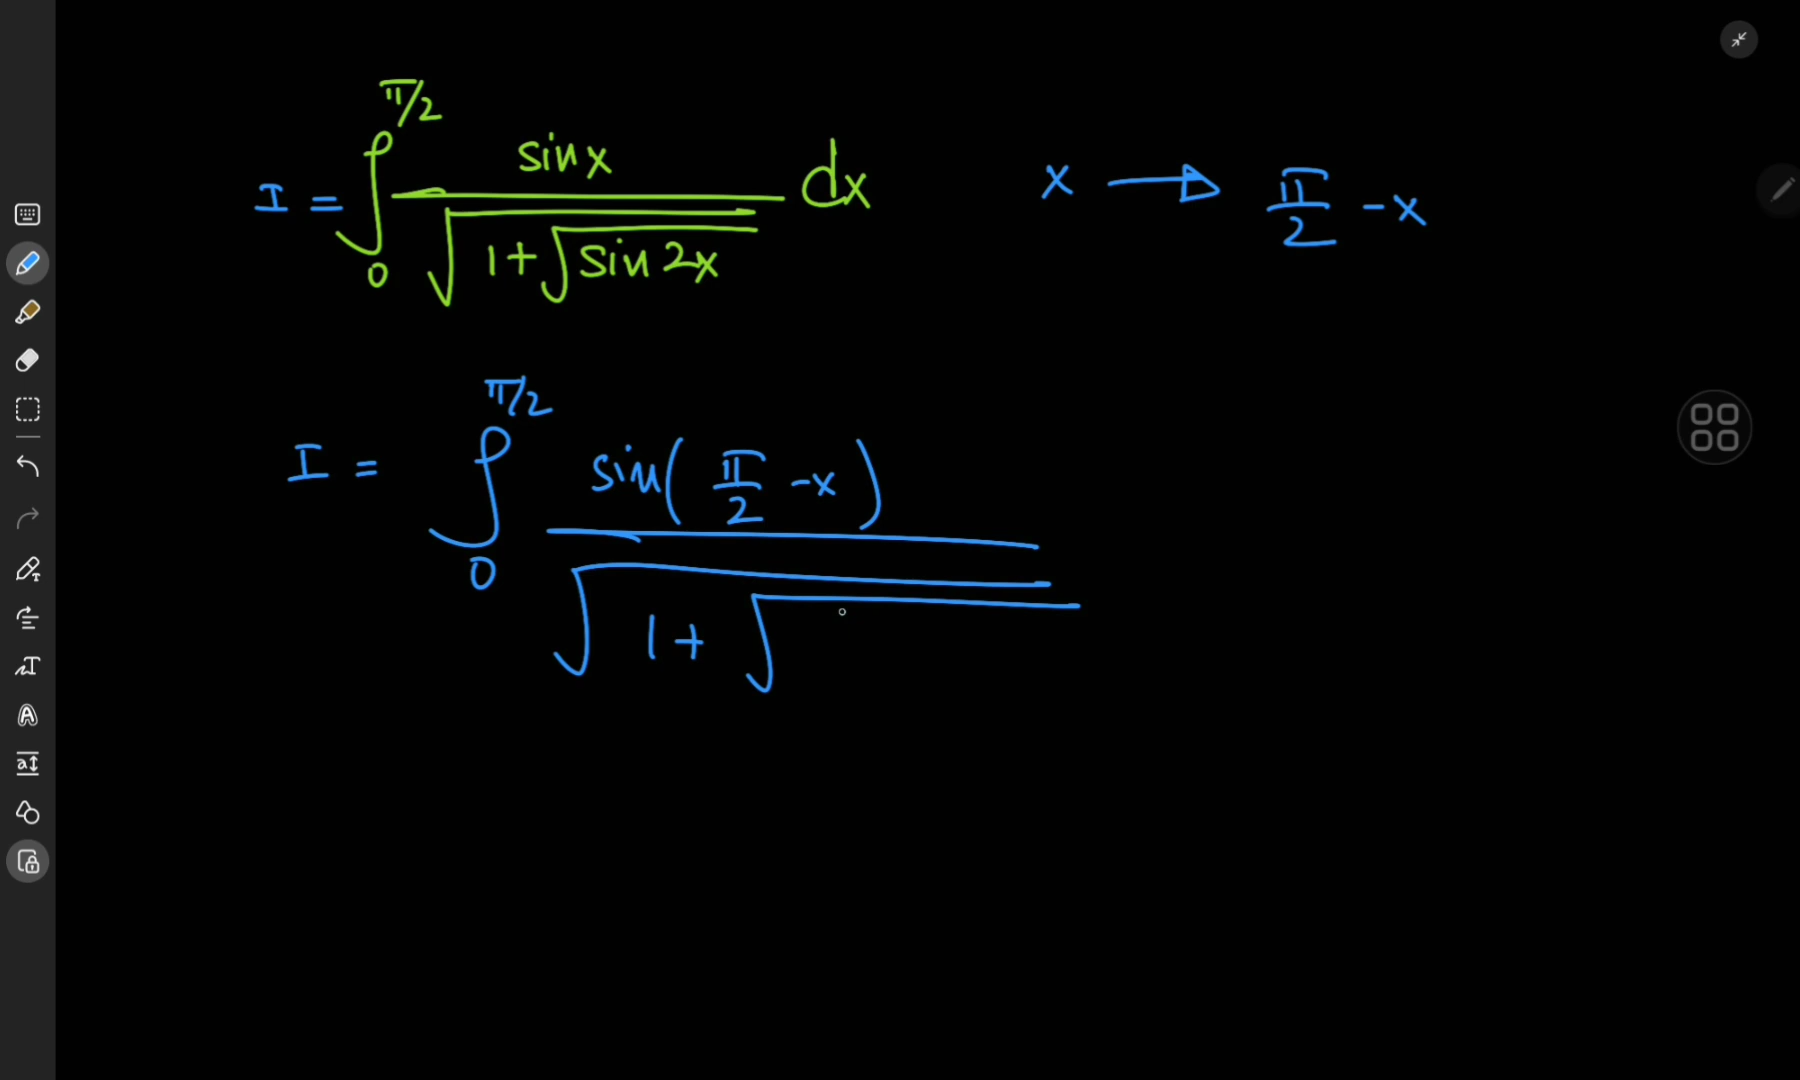 I = ∫₀^(π/2) sin x / √(1+√(sin 2x)) dx x → π/2 - x
I = ∫₀^(π/2) sin(π/2 - x) / √(1+√